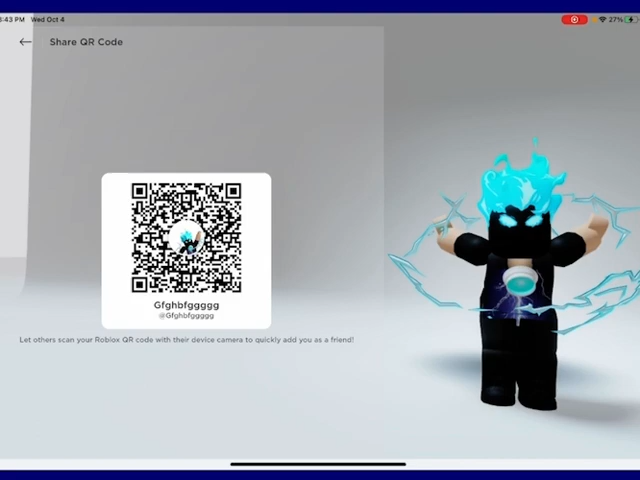 3:43 PM Wed Oct 4
27%
Share QR Code
Gfghbfggggg
@Gfghbfggggg
Let others scan your Roblox QR code with their device camera to quickly add you as a friend!